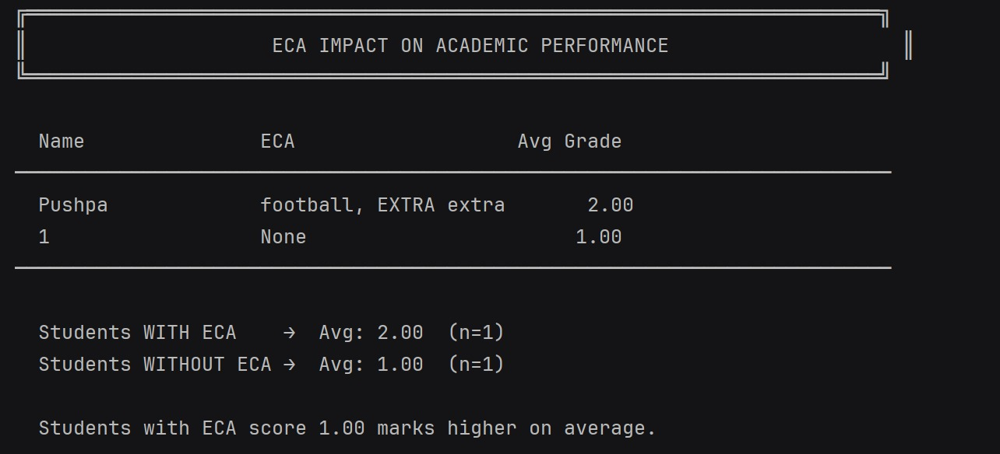 ECA IMPACT ON ACADEMIC PERFORMANCE
Name ECA Avg Grade
Pushpa football, EXTRA extra 2.00
1 None 1.00
Students WITH ECA → Avg: 2.00 (n=1)
Students WITHOUT ECA → Avg: 1.00 (n=1)
Students with ECA score 1.00 marks higher on average.